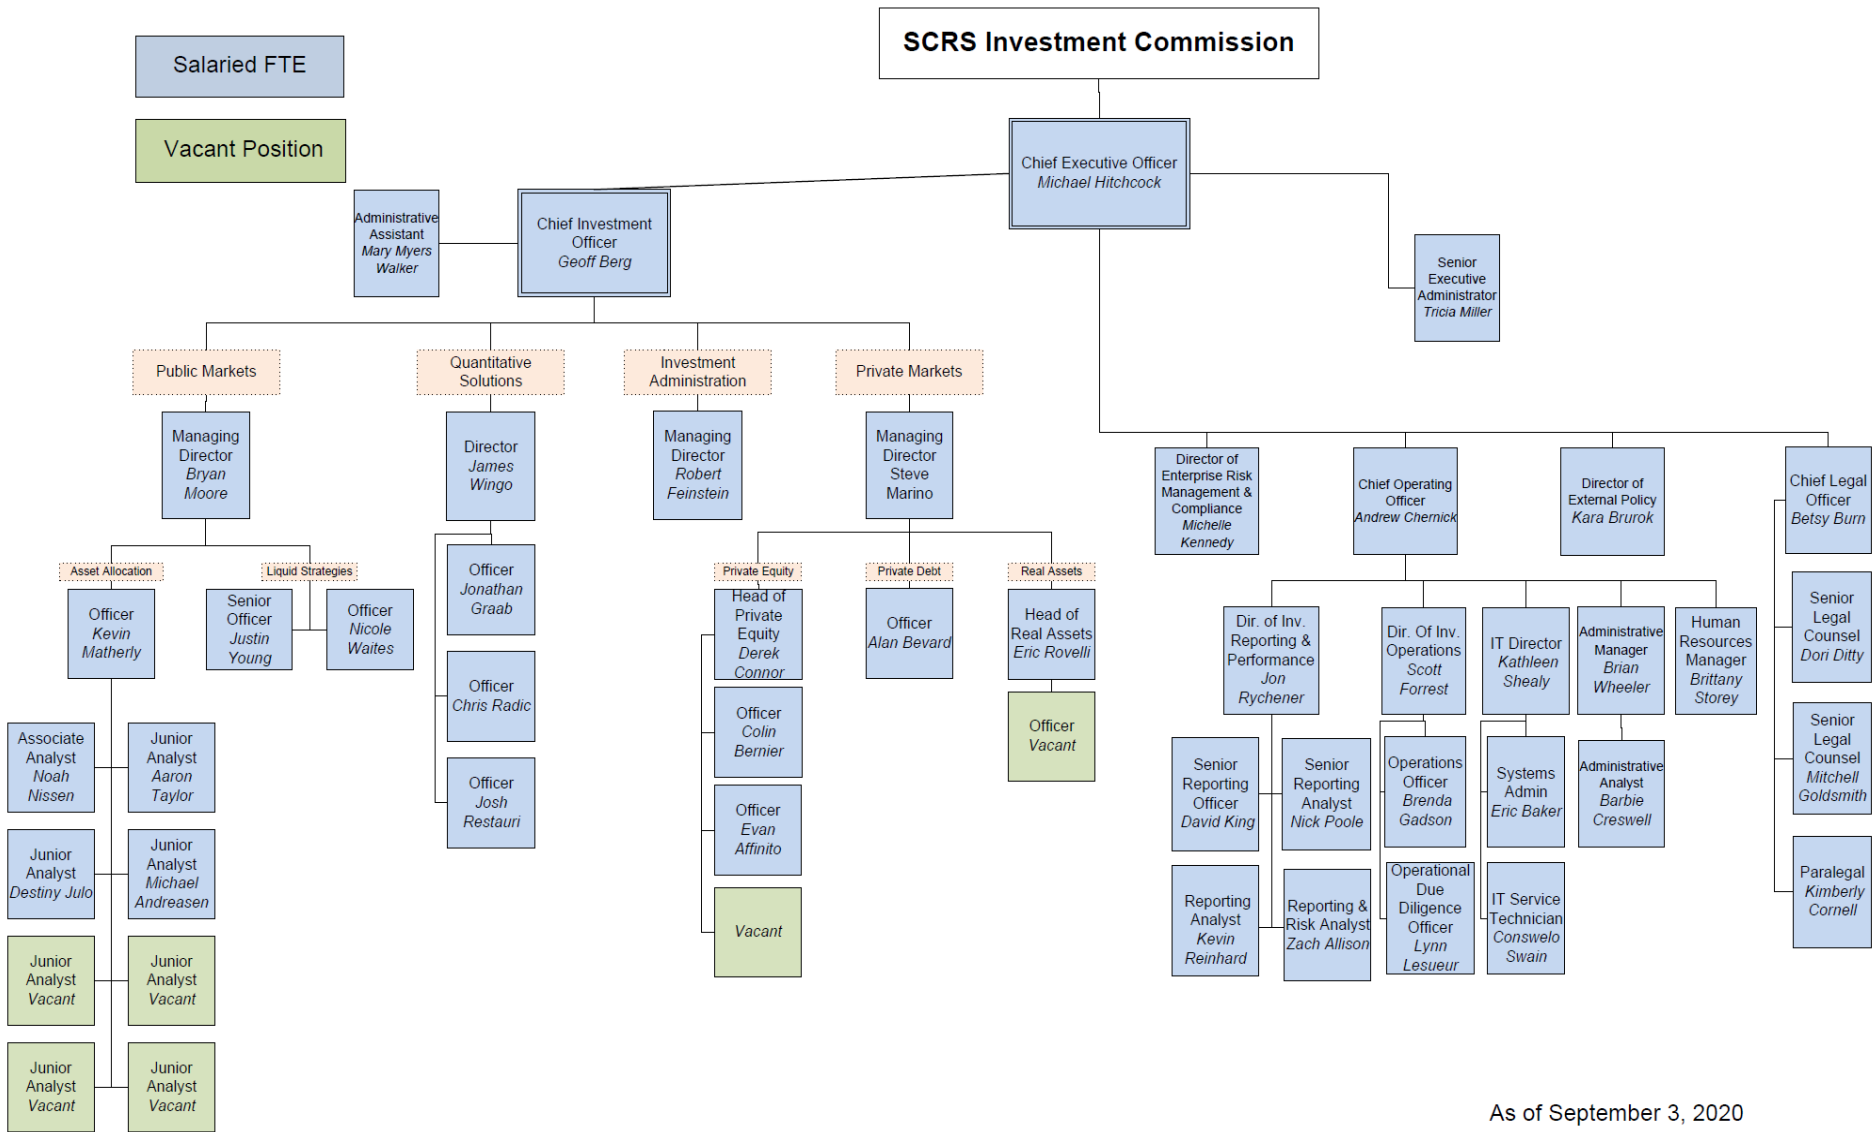 SCRS Investment Commission
Salaried FTE
Vacant Position
Chief Executive Officer
Michael Hitchcock
Administrative
Assistant
Mary Myers
Walker
Chief Investment
Officer
Geoff Berg
Senior
Executive
Administrator
Tricia Miller
Public Markets
Quantitative
Solutions
Investment
Administration
Private Markets
Managing
Director
Bryan
Moore
Director
James
Wingo
Managing
Director
Robert
Feinstein
Managing
Director
Steve
Marino
Director of
Enterprise Risk
Management &
Compliance
Michelle
Kennedy
Chief Operating
Officer
Andrew Chernick
Director of
External Policy
Kara Brurok
Chief Legal
Officer
Betsy Burn
Asset Allocation
Liquid Strategies
Private Equity
Private Debt
Real Assets
Officer
Kevin
Matherly
Senior
Officer
Justin
Young
Officer
Nicole
Waites
Officer
Jonathan
Graab
Officer
Chris Radic
Officer
Josh
Restauri
Head of
Private
Equity
Derek
Connor
Officer
Colin
Bernier
Officer
Evan
Affinito
Vacant
Officer
Alan Bevard
Head of
Real Assets
Eric Rovelli
Officer
Vacant
Dir. of Inv.
Reporting &
Performance
Jon
Rychener
Dir. Of Inv.
Operations
Scott
Forrest
IT Director
Kathleen
Shealy
Administrative
Manager
Brian
Wheeler
Human
Resources
Manager
Brittany
Storey
Senior
Legal
Counsel
Dori Ditty
Senior
Legal
Counsel
Mitchell
Goldsmith
Paralegal
Kimberly
Cornell
Associate
Analyst
Noah
Nissen
Junior
Analyst
Aaron
Taylor
Junior
Analyst
Destiny Julo
Junior
Analyst
Michael
Andreasen
Junior
Analyst
Vacant
Junior
Analyst
Vacant
Junior
Analyst
Vacant
Junior
Analyst
Vacant
Senior
Reporting
Officer
David King
Senior
Reporting
Analyst
Nick Poole
Operations
Officer
Brenda
Gadson
Systems
Admin
Eric Baker
Administrative
Analyst
Barbie
Creswell
Reporting
Analyst
Kevin
Reinhard
Reporting &
Risk Analyst
Zach Allison
Operational
Due
Diligence
Officer
Lynn
Lesueur
IT Service
Technician
Conswelo
Swain
As of September 3, 2020